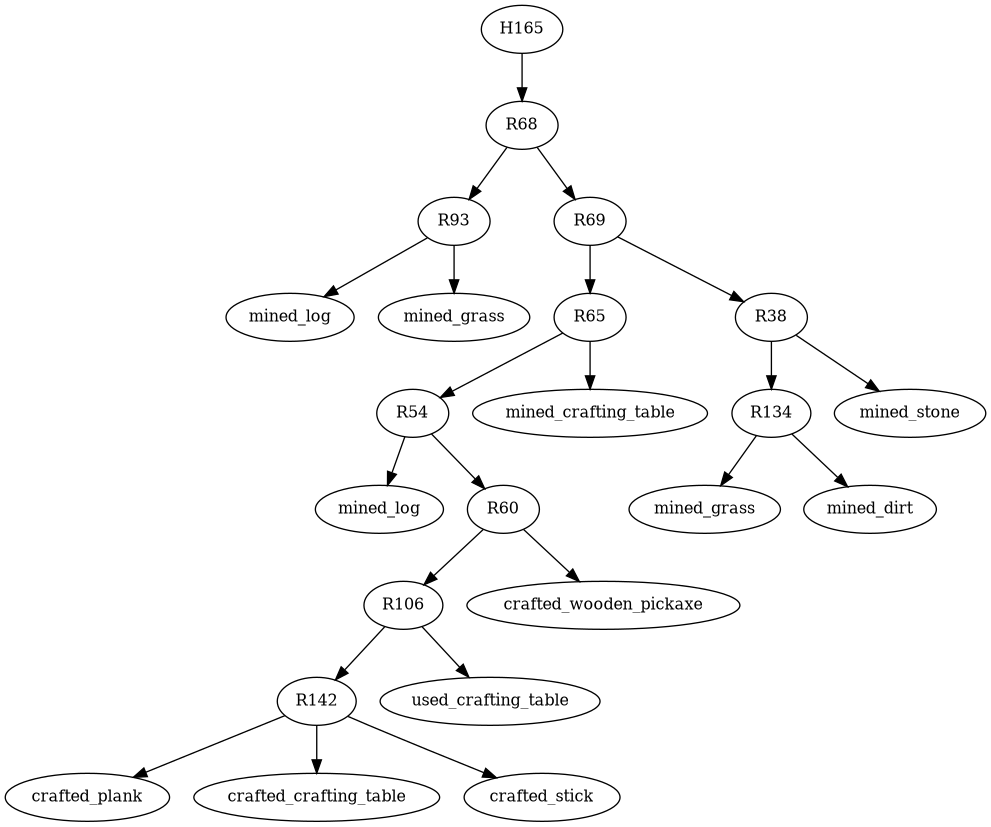 H165
R68
R93
R69
mined_log
mined_grass
R65
R38
R54
mined_crafting_table
R134
mined_stone
mined_log
R60
mined_grass
mined_dirt
R106
crafted_wooden_pickaxe
R142
used_crafting_table
crafted_plank
crafted_crafting_table
crafted_stick